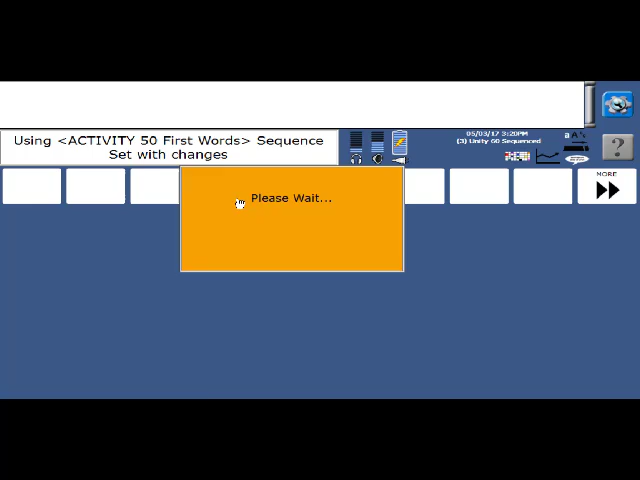 Using <ACTIVITY 50 First Words> Sequence
Set with changes
05/03/17 3:20PM
(3) Unity 60 Sequenced
?
MORE
Please Wait...